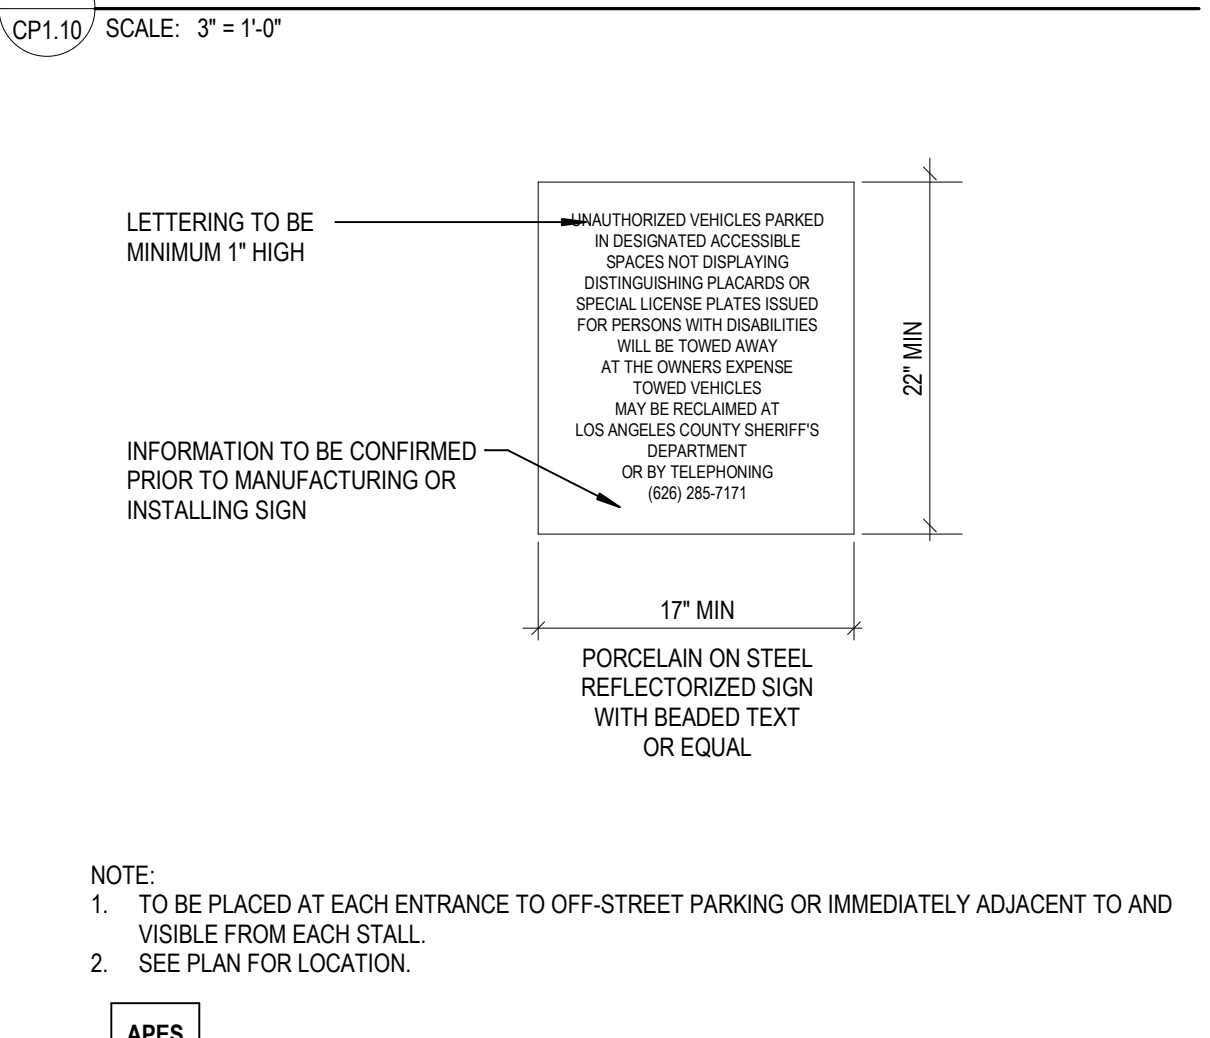 CP1.10 SCALE: 3" = 1'-0"
LETTERING TO BE
MINIMUM 1" HIGH
UNAUTHORIZED VEHICLES PARKED
IN DESIGNATED ACCESSIBLE
SPACES NOT DISPLAYING
DISTINGUISHING PLACARDS OR
SPECIAL LICENSE PLATES ISSUED
FOR PERSONS WITH DISABILITIES
WILL BE TOWED AWAY
AT THE OWNERS EXPENSE
TOWED VEHICLES
MAY BE RECLAIMED AT
LOS ANGELES COUNTY SHERIFF'S
DEPARTMENT
OR BY TELEPHONING
(626) 285-7171
22" MIN
INFORMATION TO BE CONFIRMED
PRIOR TO MANUFACTURING OR
INSTALLING SIGN
17" MIN
PORCELAIN ON STEEL
REFLECTORIZED SIGN
WITH BEADED TEXT
OR EQUAL
NOTE:
1. TO BE PLACED AT EACH ENTRANCE TO OFF-STREET PARKING OR IMMEDIATELY ADJACENT TO AND
VISIBLE FROM EACH STALL.
2. SEE PLAN FOR LOCATION.
APES